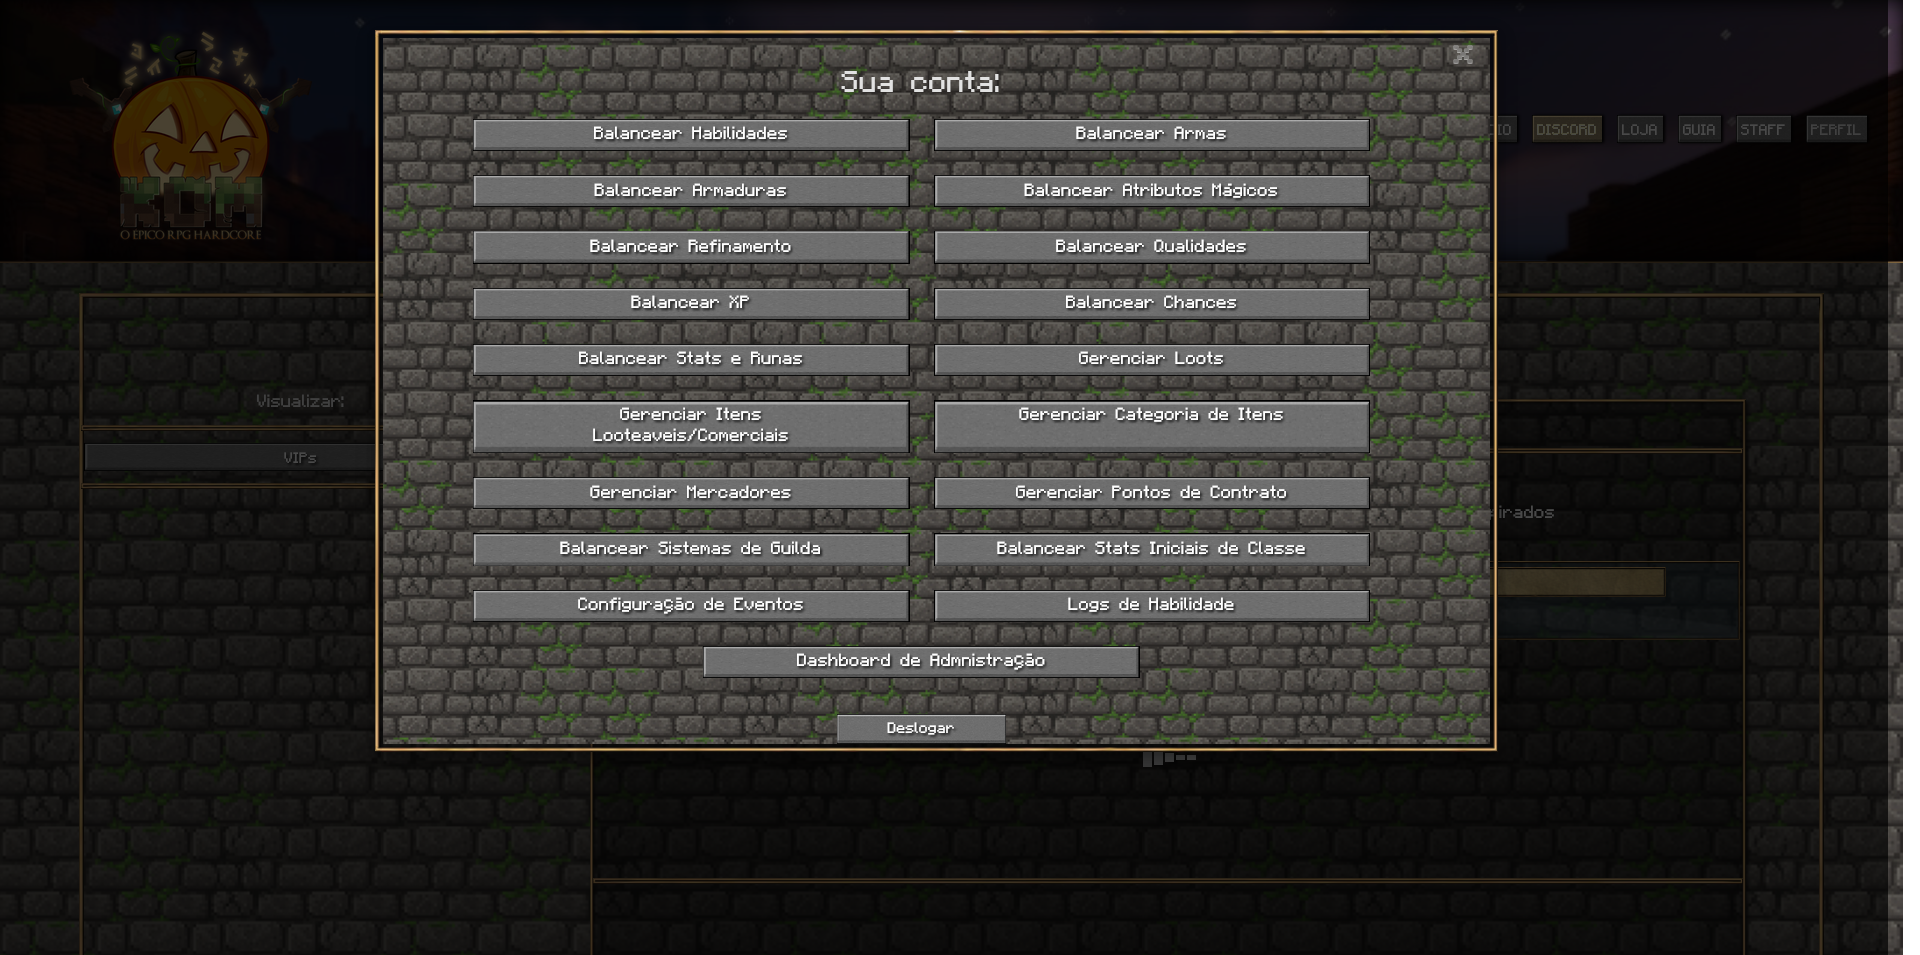 Sua conta:
Balancear Habilidades
Balancear Armas
Balancear Armaduras
Balancear Atributos Mágicos
Balancear Refinamento
Balancear Qualidades
Balancear XP
Balancear Chances
Balancear Stats e Runas
Gerenciar Loots
Gerenciar Itens
Looteaveis/Comerciais
Gerenciar Categoria de Itens
Gerenciar Mercadores
Gerenciar Pontos de Contrato
Balancear Sistemas de Guilda
Balancear Stats Iniciais de Classe
Configuração de Eventos
Logs de Habilidade
Dashboard de Admnistração
Deslogar
KDM
O EPICO RPG HARDCORE
DISCORD
LOJA
GUIA
STAFF
PERFIL
Visualizar:
VIPs
irados